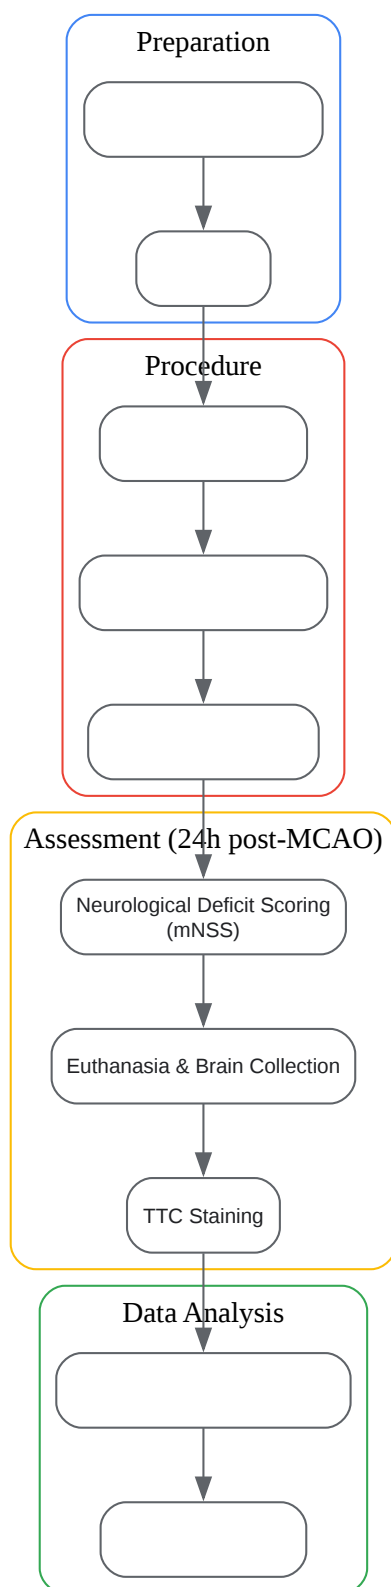 Preparation
Procedure
Assessment (24h post-MCAO)
Neurological Deficit Scoring
(mNSS)
Euthanasia & Brain Collection
TTC Staining
Data Analysis